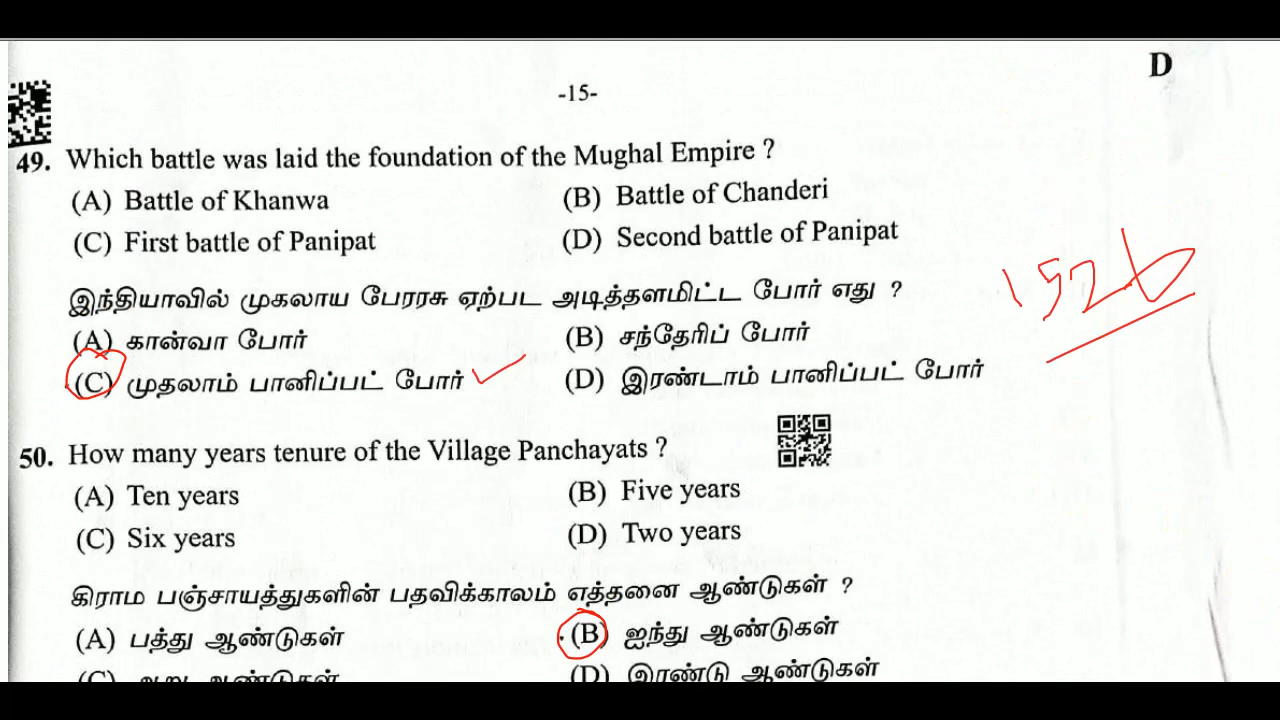 D
-15-
49. Which battle was laid the foundation of the Mughal Empire ?
(A) Battle of Khanwa (B) Battle of Chanderi
(C) First battle of Panipat (D) Second battle of Panipat
இந்தியாவில் முகலாய பேரரசு ஏற்பட அடித்தளமிட்ட போர் எது ?
1526
(A) கான்வா போர் (B) சந்தேரிப் போர்
(C) முதலாம் பானிப்பட் போர் (D) இரண்டாம் பானிப்பட் போர்
50. How many years tenure of the Village Panchayats ?
(A) Ten years (B) Five years
(C) Six years (D) Two years
கிராம பஞ்சாயத்துகளின் பதவிக்காலம் எத்தனை ஆண்டுகள் ?
(A) பத்து ஆண்டுகள் (B) ஐந்து ஆண்டுகள்
(C) ஆறு ஆண்டுகள் (D) இரண்டு ஆண்டுகள்